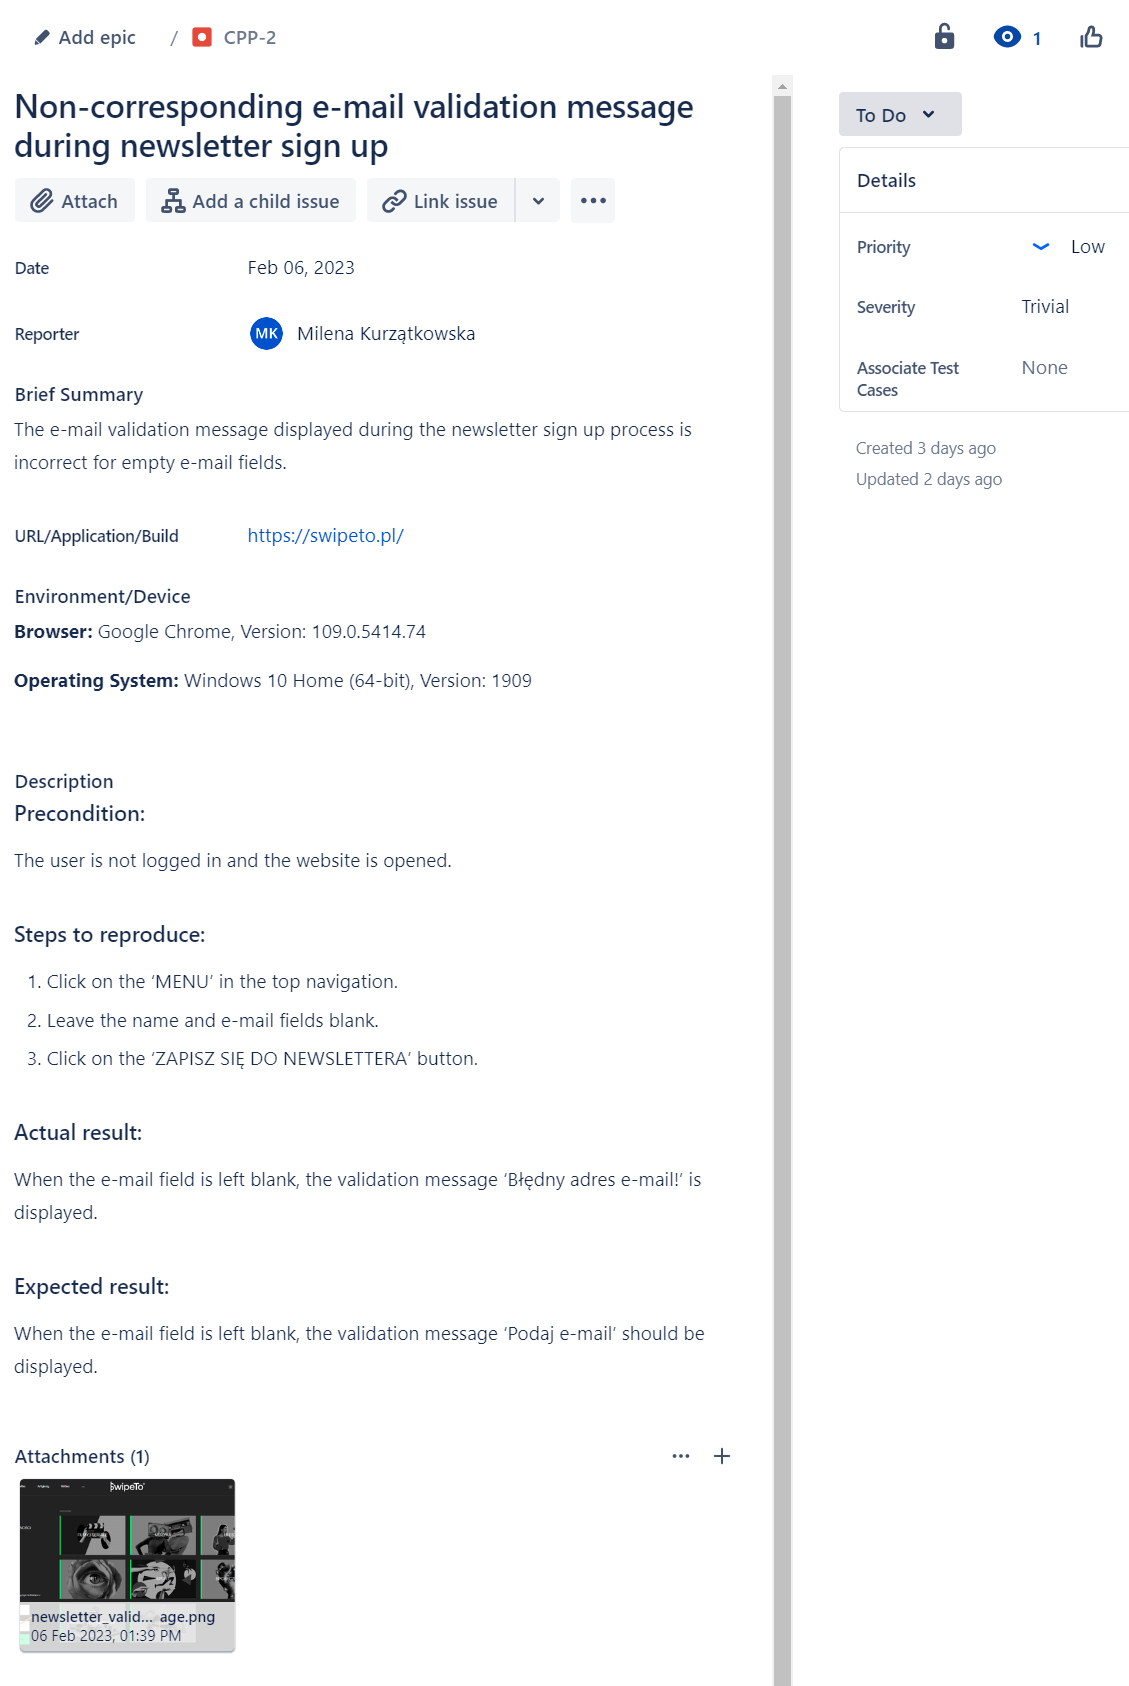 Add epic / CPP-2
1
Non-corresponding e-mail validation message
during newsletter sign up
Attach
Add a child issue
Link issue
Date Feb 06, 2023
Reporter MK Milena Kurzątkowska
Brief Summary
The e-mail validation message displayed during the newsletter sign up process is
incorrect for empty e-mail fields.
URL/Application/Build https://swipeto.pl/
Environment/Device
Browser: Google Chrome, Version: 109.0.5414.74
Operating System: Windows 10 Home (64-bit), Version: 1909
Description
Precondition:
The user is not logged in and the website is opened.
Steps to reproduce:
1. Click on the ‘MENU’ in the top navigation.
2. Leave the name and e-mail fields blank.
3. Click on the ‘ZAPISZ SIĘ DO NEWSLETTERA’ button.
Actual result:
When the e-mail field is left blank, the validation message ‘Błędny adres e-mail!’ is
displayed.
Expected result:
When the e-mail field is left blank, the validation message ‘Podaj e-mail’ should be
displayed.
Attachments (1)
SwipeTo
newsletter_valid... age.png
06 Feb 2023, 01:39 PM
To Do
Details
Priority Low
Severity Trivial
Associate Test None
Cases
Created 3 days ago
Updated 2 days ago